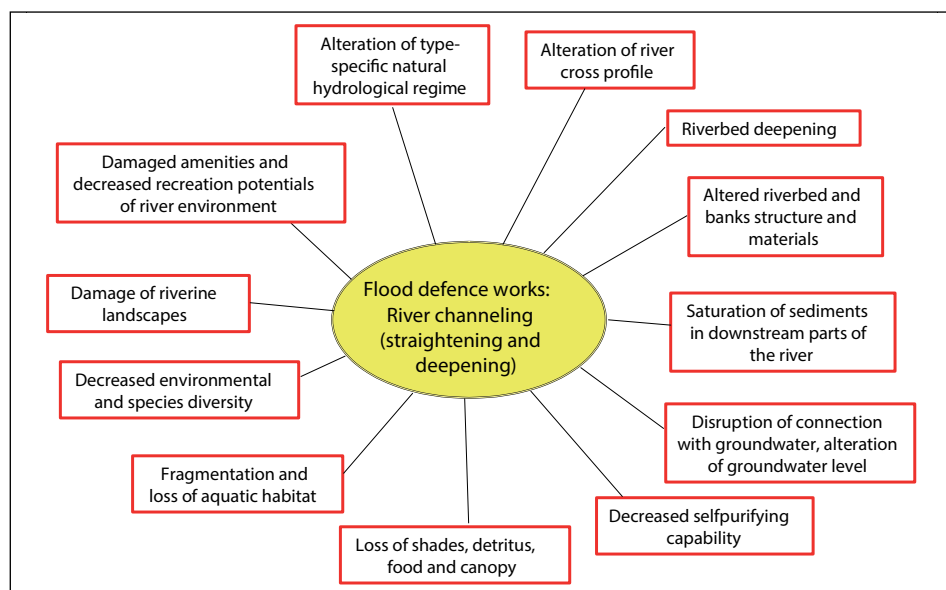 Alteration of type-
specific natural
hydrological regime
Alteration of river
cross profile
Riverbed deepening
Damaged amenities and
decreased recreation potentials
of river environment
Altered riverbed and
banks structure and
materials
Flood defence works:
River channeling
(straightening and
deepening)
Damage of riverine
landscapes
Saturation of sediments
in downstream parts of
the river
Decreased environmental
and species diversity
Disruption of connection
with groundwater, alteration
of groundwater level
Fragmentation and
loss of aquatic habitat
Decreased selfpurifying
capability
Loss of shades, detritus,
food and canopy